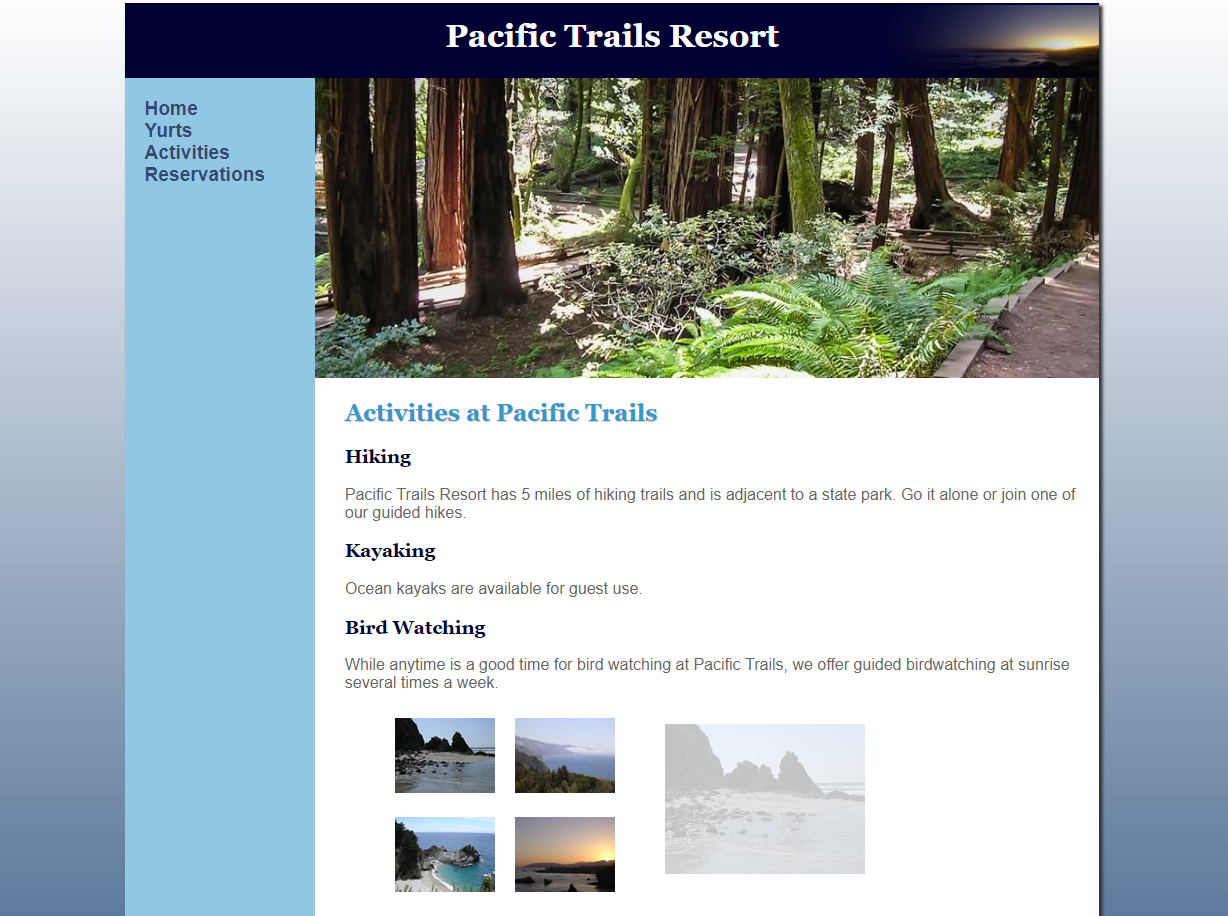 Pacific Trails Resort
Home
Yurts
Activities
Reservations
Activities at Pacific Trails
Hiking
Pacific Trails Resort has 5 miles of hiking trails and is adjacent to a state park. Go it alone or join one of
our guided hikes.
Kayaking
Ocean kayaks are available for guest use.
Bird Watching
While anytime is a good time for bird watching at Pacific Trails, we offer guided birdwatching at sunrise
several times a week.